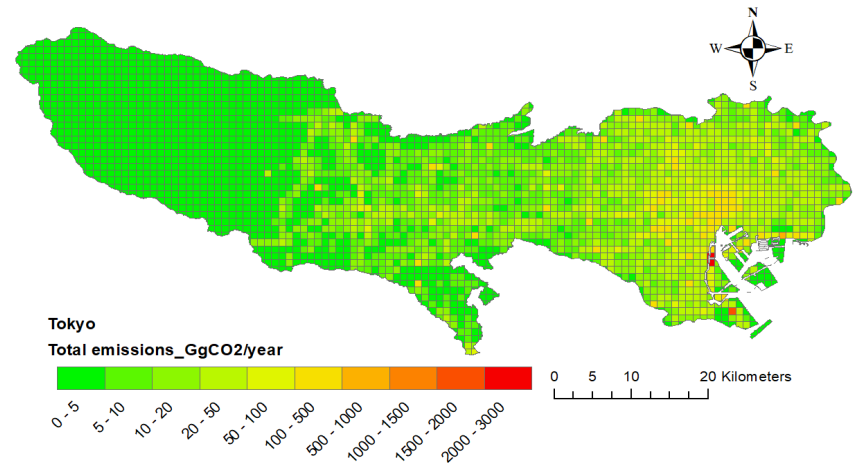 N
W E
S
Tokyo
Total emissions_GgCO2/year
0 - 5
5 - 10
10 - 20
20 - 50
50 - 100
100 - 500
500 - 1000
1000 - 1500
1500 - 2000
2000 - 3000
0 5 10 20 Kilometers